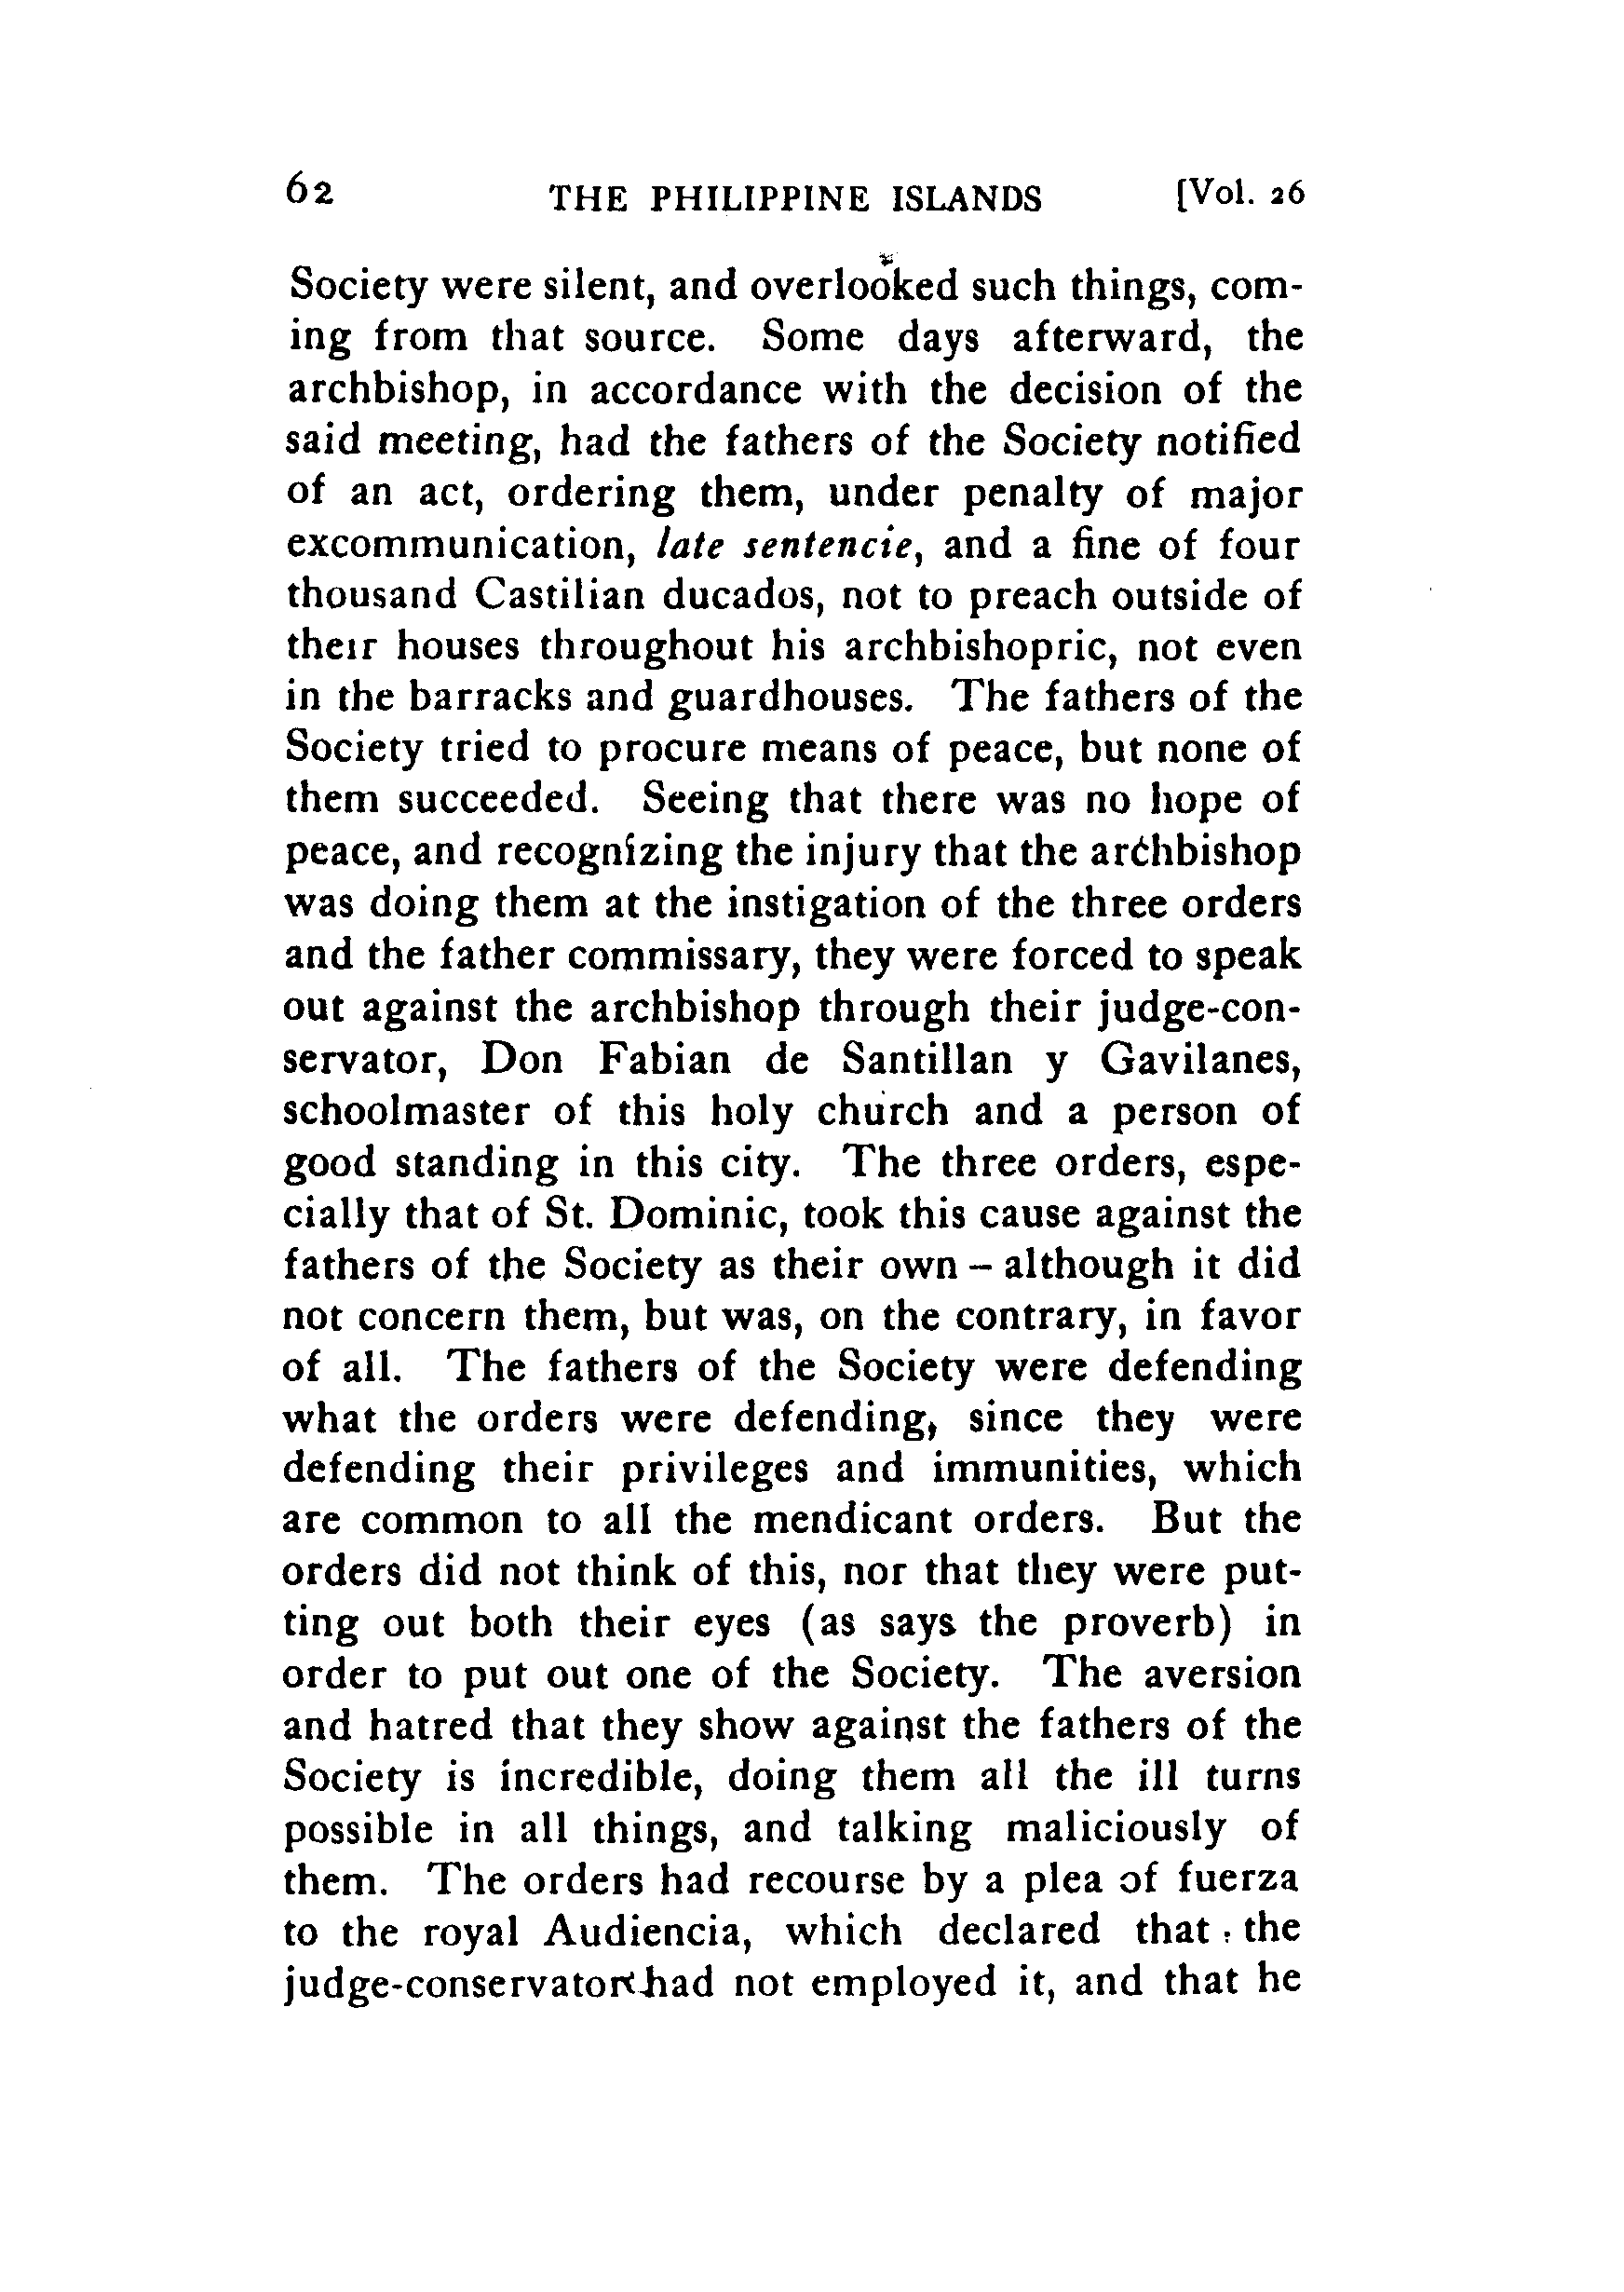 62 THE PHILIPPINE ISLANDS [Vol. 26
Society were silent, and overlooked such things, com-
ing from that source. Some days afterward, the
archbishop, in accordance with the decision of the
said meeting, had the fathers of the Society notified
of an act, ordering them, under penalty of major
excommunication, late sentencie, and a fine of four
thousand Castilian ducados, not to preach outside of
their houses throughout his archbishopric, not even
in the barracks and guardhouses. The fathers of the
Society tried to procure means of peace, but none of
them succeeded. Seeing that there was no hope of
peace, and recognizing the injury that the archbishop
was doing them at the instigation of the three orders
and the father commissary, they were forced to speak
out against the archbishop through their judge-con-
servator, Don Fabian de Santillan y Gavilanes,
schoolmaster of this holy church and a person of
good standing in this city. The three orders, espe-
cially that of St. Dominic, took this cause against the
fathers of the Society as their own – although it did
not concern them, but was, on the contrary, in favor
of all. The fathers of the Society were defending
what the orders were defending, since they were
defending their privileges and immunities, which
are common to all the mendicant orders. But the
orders did not think of this, nor that they were put-
ting out both their eyes (as says the proverb) in
order to put out one of the Society. The aversion
and hatred that they show against the fathers of the
Society is incredible, doing them all the ill turns
possible in all things, and talking maliciously of
them. The orders had recourse by a plea of fuerza
to the royal Audiencia, which declared that the
judge-conservator had not employed it, and that he